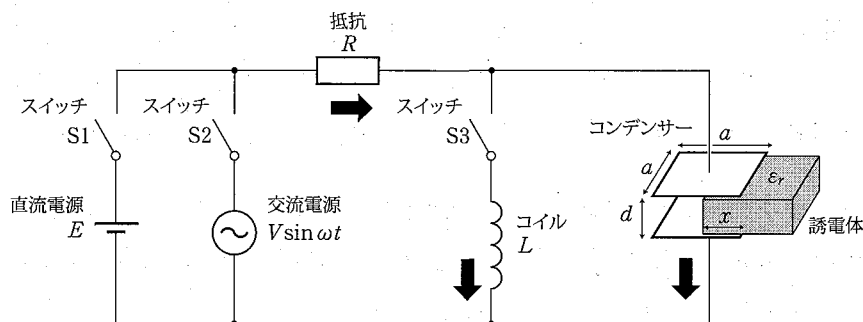 抵抗
R
スイッチ
S1
スイッチ
S2
スイッチ
S3
コンデンサー
a
a
εr
d
x
誘電体
直流電源
E
交流電源
V sin ωt
コイル
L